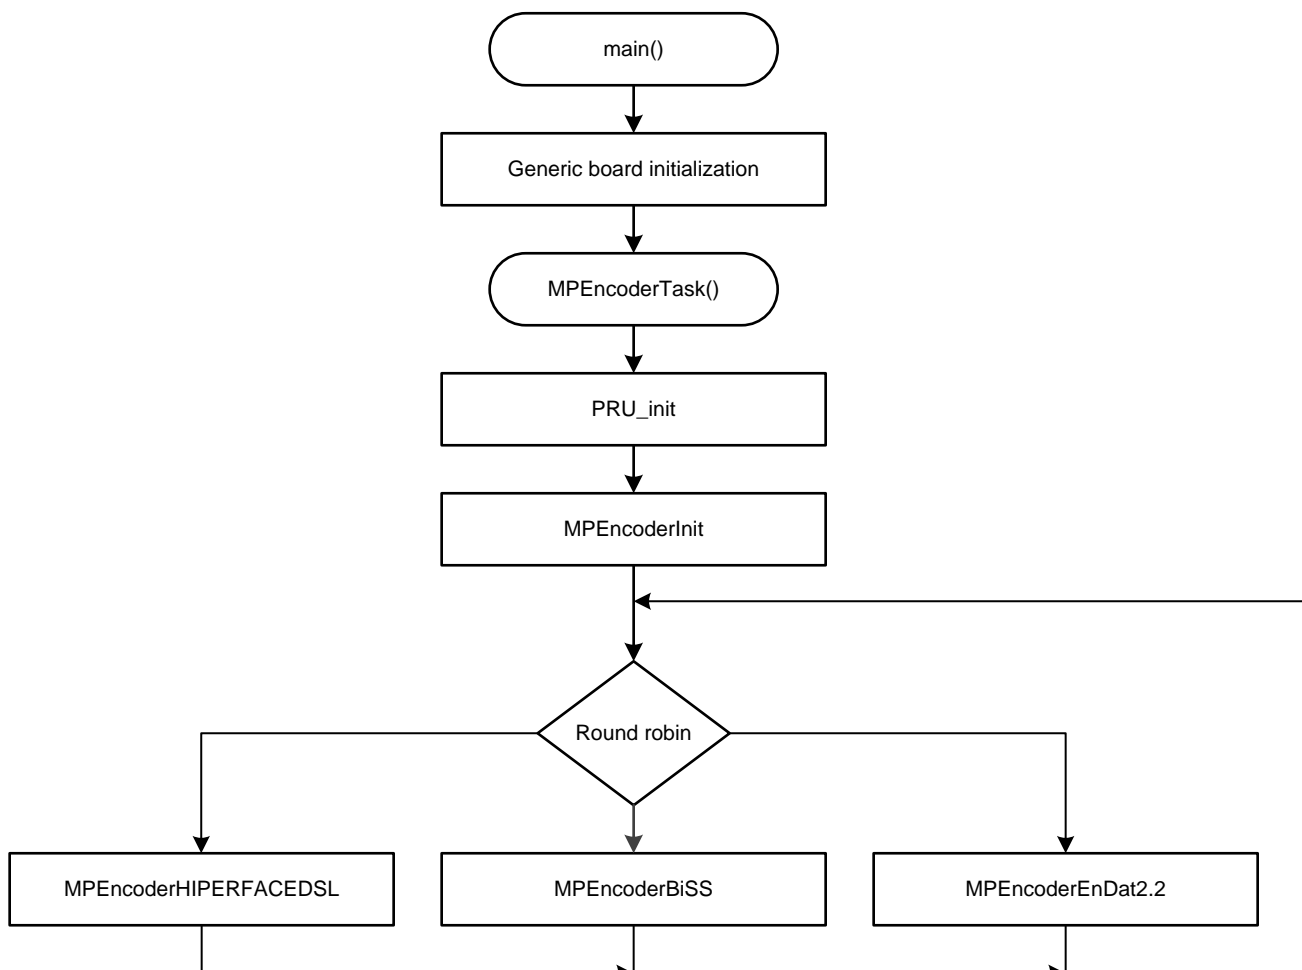 main()
Generic board initialization
MPEncoderTask()
PRU_init
MPEncoderInit
Round robin
MPEncoderHIPERFACEDSL
MPEncoderBiSS
MPEncoderEnDat2.2